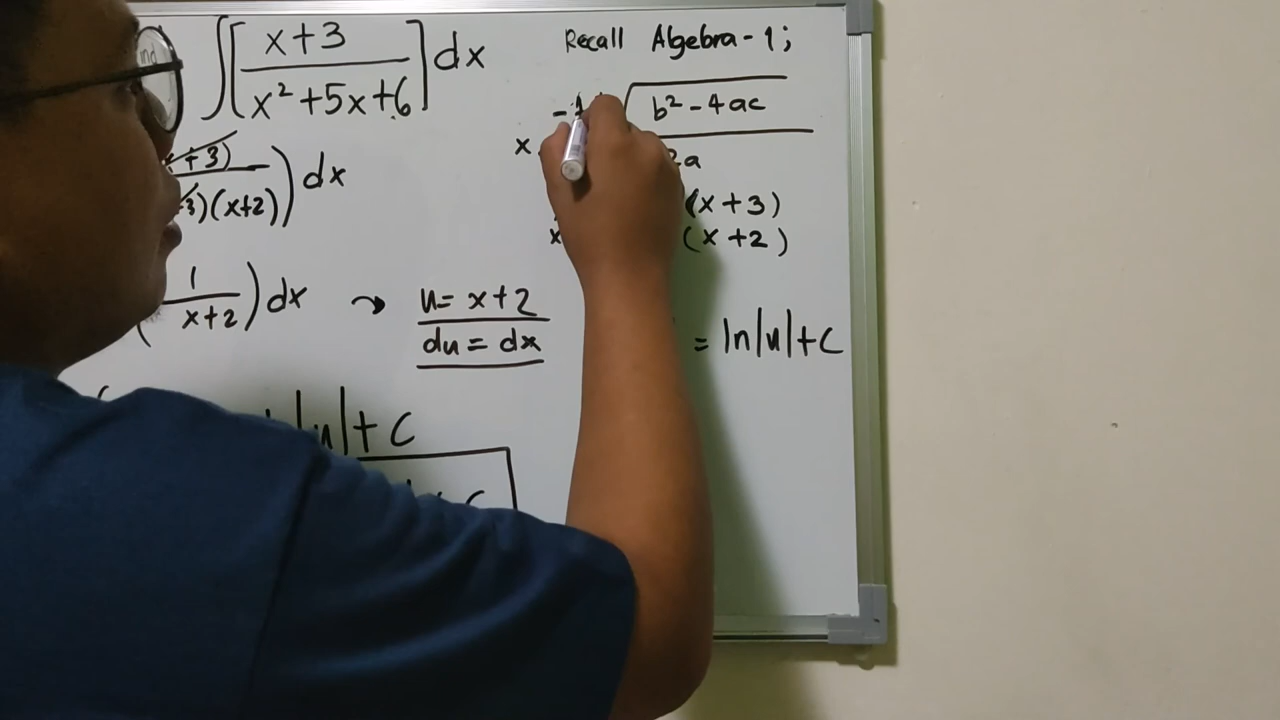 ∫[ x+3 / x²+5x+6 ] dx
+3) / 3)(x+2) ) dx
( 1 / x+2 ) dx → u = x+2
du = dx
|u|+c
c
Recall Algebra-1;
x - √ b²-4ac / 2a
(x+3)
x (x+2)
= ln|u|+c